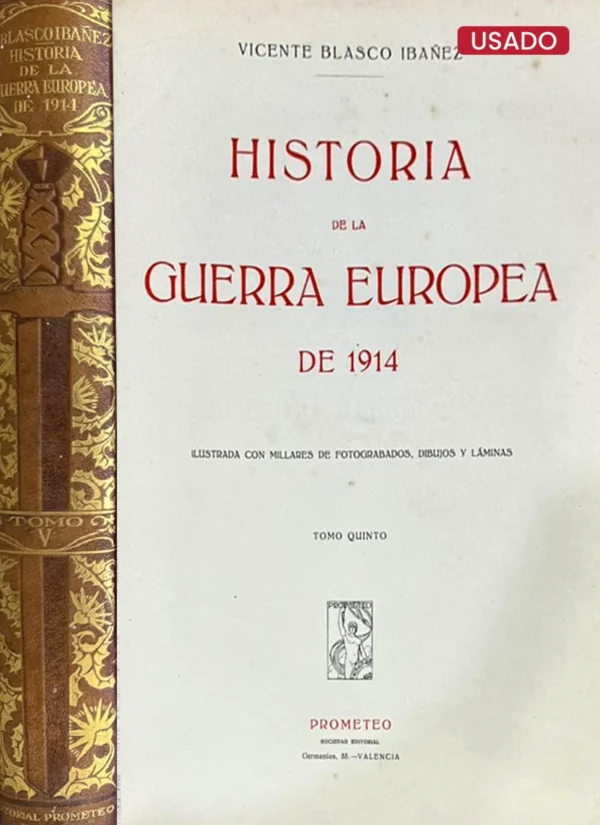 USADO
BLASCO IBAÑEZ
HISTORIA
DE LA
GUERRA EUROPEA
DE 1914
TOMO
V
EDITORIAL PROMETEO
VICENTE BLASCO IBAÑEZ
HISTORIA
DE LA
GUERRA EUROPEA
DE 1914
ILUSTRADA CON MILLARES DE FOTOGRABADOS, DIBUJOS Y LÁMINAS
TOMO QUINTO
PROMETEO
PROMETEO
SOCIEDAD EDITORIAL
Germanías, 33.—VALENCIA